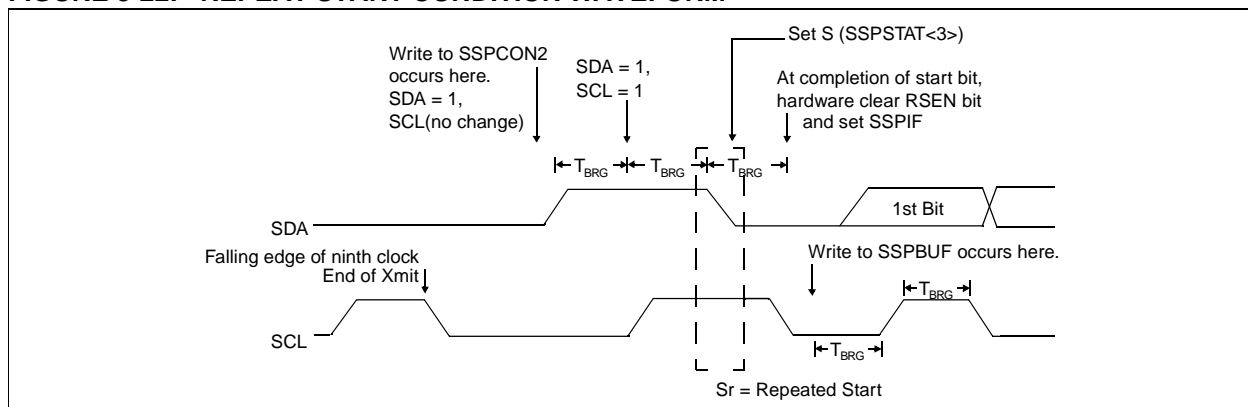 FIGURE REPEAT START CONDITION WAVEFORM
Set S (SSPSTAT<3>)
Write to SSPCON2
occurs here.
SDA = 1,
SCL(no change)
SDA = 1,
SCL = 1
At completion of start bit,
hardware clear RSEN bit
and set SSPIF
TBRG TBRG TBRG
SDA
1st Bit
Falling edge of ninth clock
End of Xmit
Write to SSPBUF occurs here.
TBRG
SCL
TBRG
Sr = Repeated Start